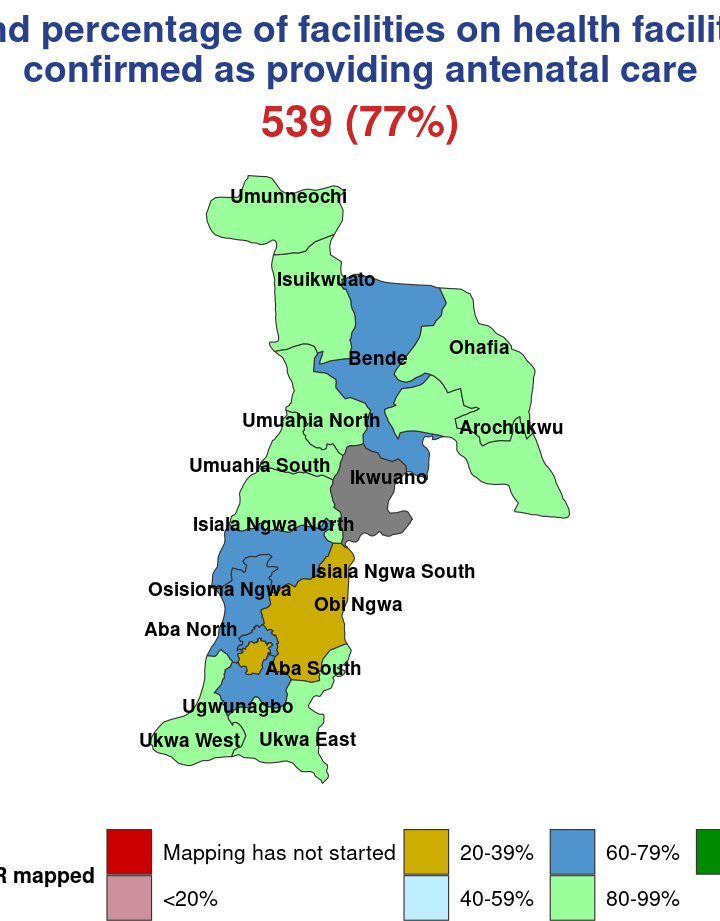 percentage of facilities on health
confirmed as providing antenatal care
539 (77%)
Umunneochi
Isuikwuato
Ohafia
Bende
Umuahia North
Arochukwu
Umuahia South
Ikwuano
Isiala Ngwa North
Isiala Ngwa South
Osisioma Ngwa
Obi Ngwa
Aba North
Aba South
Ugwunagbo
Ukwa West
Ukwa East
Mapping has not started
20-39%
60-79%
mapped
<20%
40-59%
80-99%